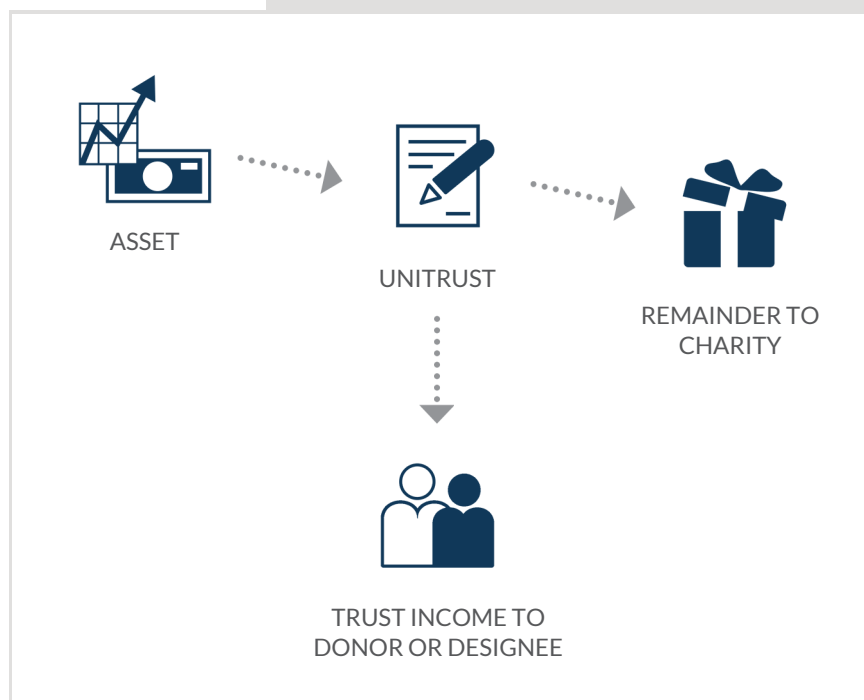 ASSET
UNITRUST
REMAINDER TO
CHARITY
TRUST INCOME TO
DONOR OR DESIGNEE